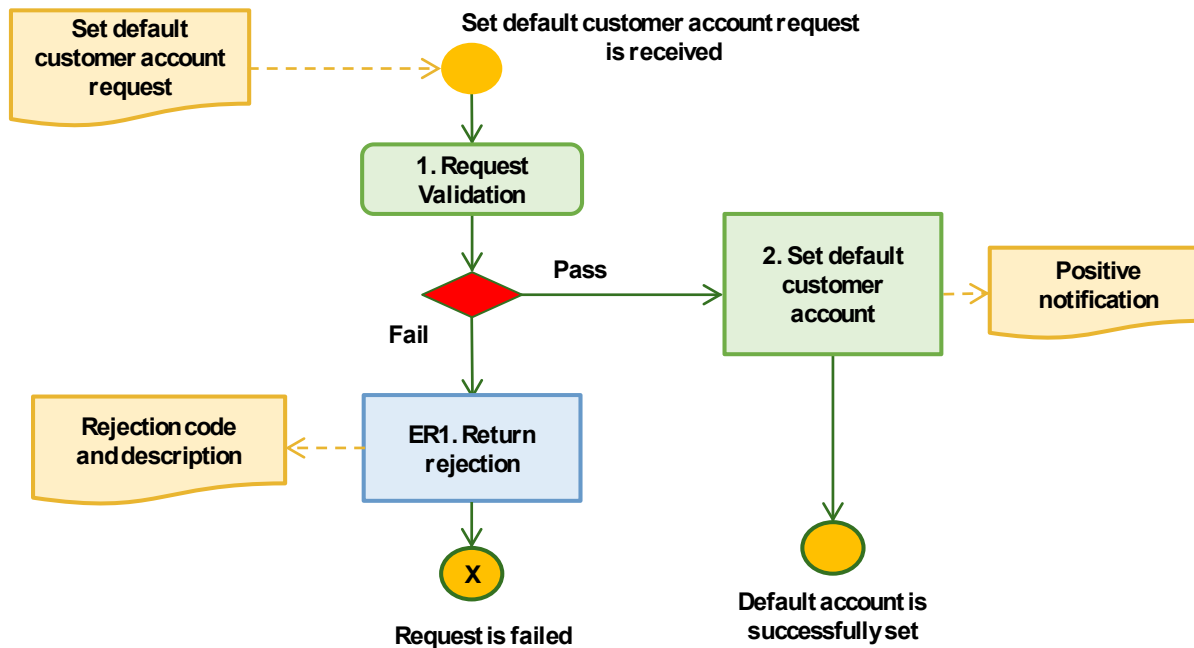 Set default
customer account
request
Set default customer account request
is received
1. Request
Validation
Pass
2. Set default
customer
account
Positive
notification
Fail
Rejection code
and description
ER1. Return
rejection
X
Request is failed
Default account is
successfully set